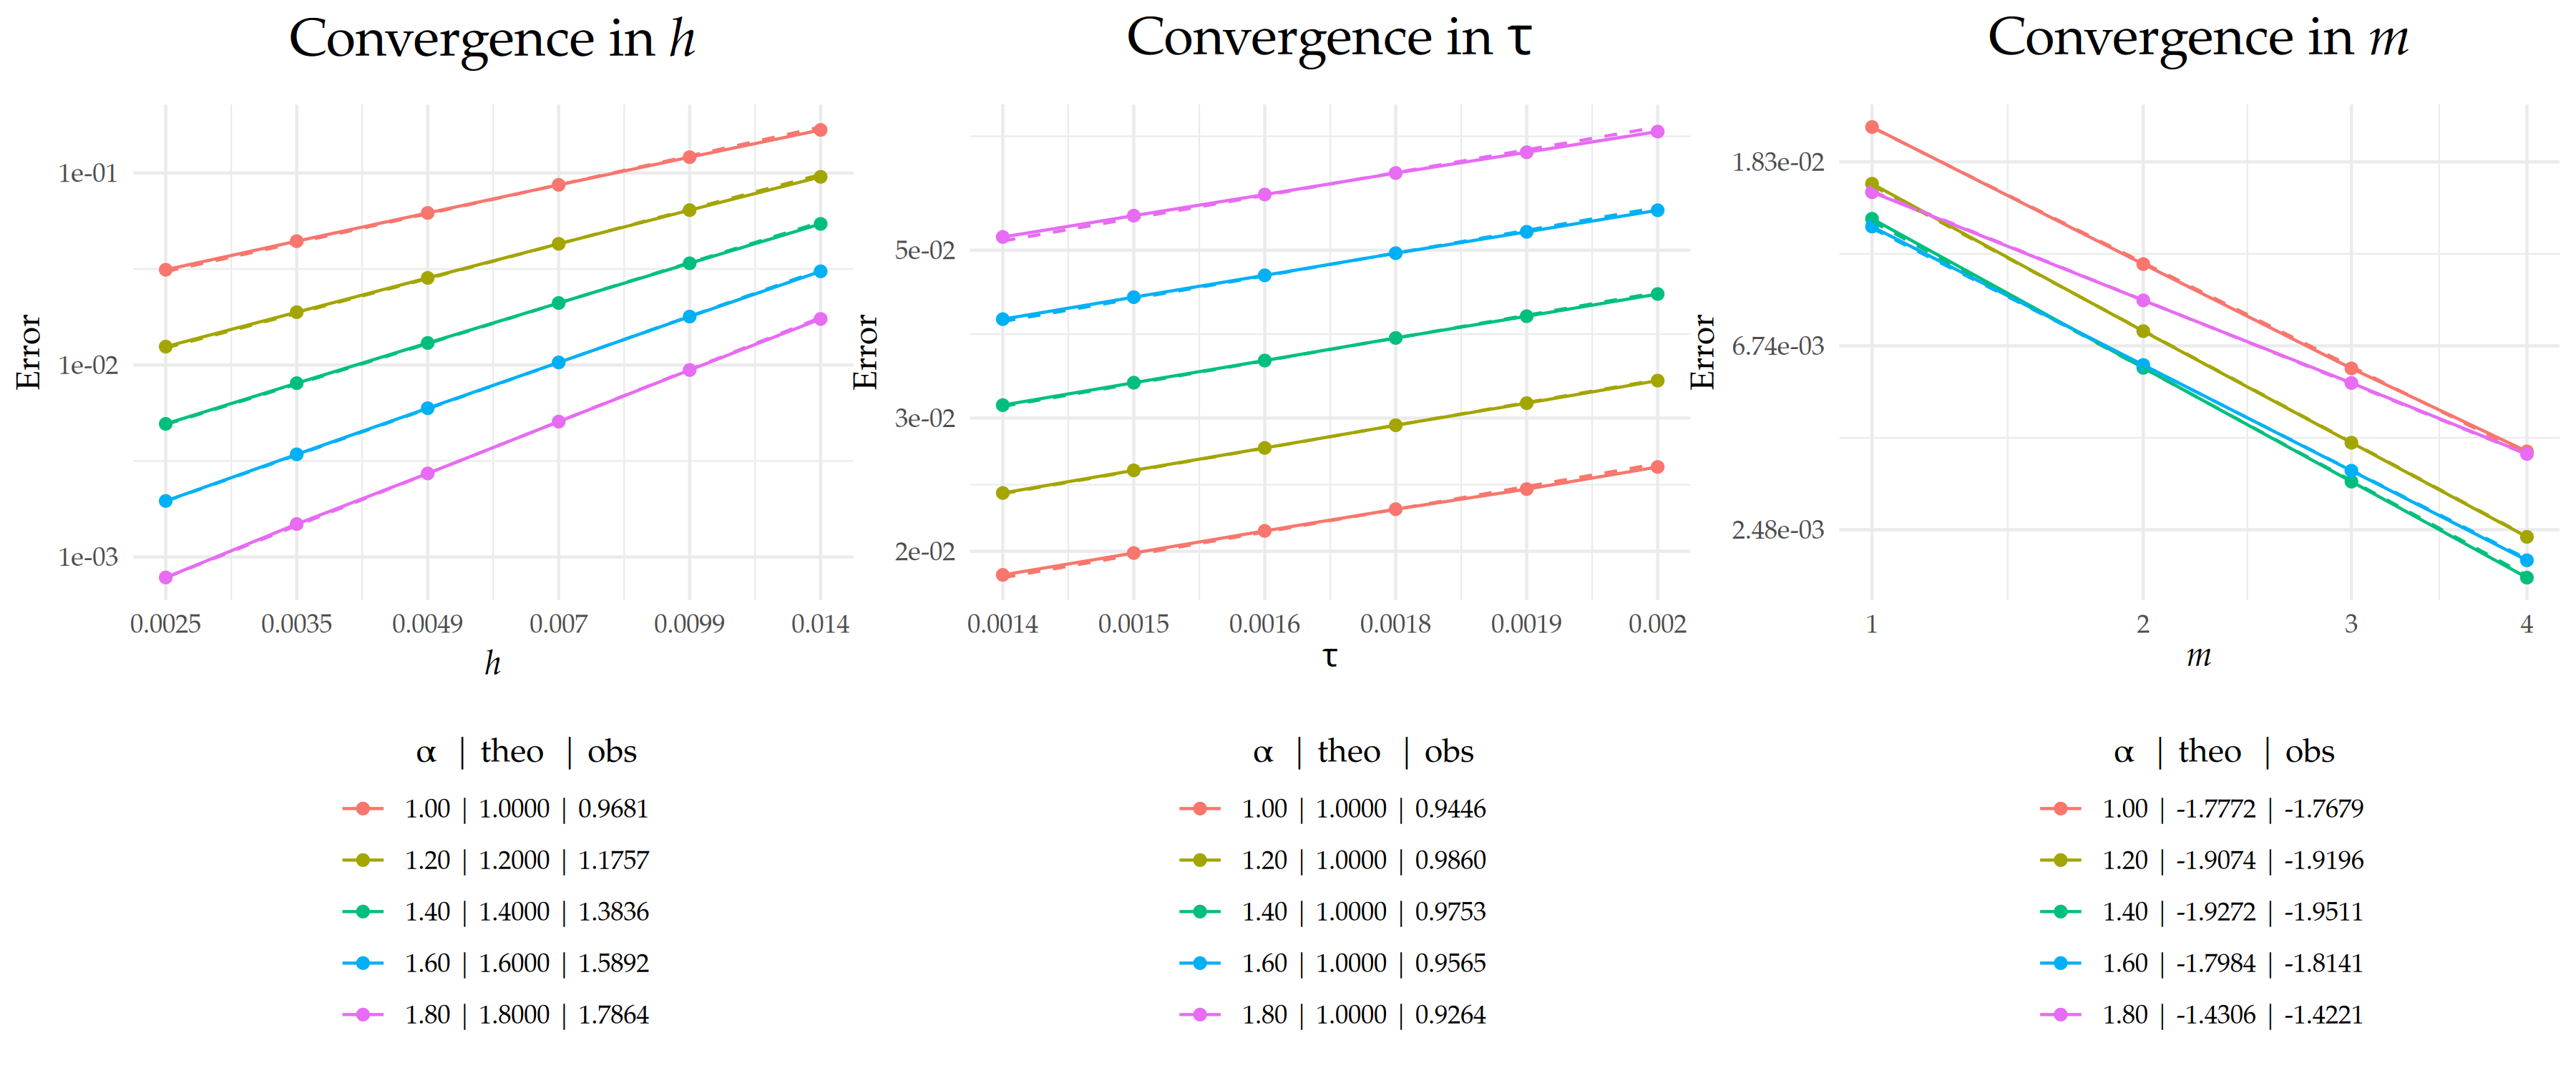 Convergence in h
Error
1e-01
1e-02
1e-03
0.0025 0.0035 0.0049 0.007 0.0099 0.014
h
α | theo | obs
1.00 | 1.0000 | 0.9681
1.20 | 1.2000 | 1.1757
1.40 | 1.4000 | 1.3836
1.60 | 1.6000 | 1.5892
1.80 | 1.8000 | 1.7864
Convergence in τ
Error
5e-02
3e-02
2e-02
0.0014 0.0015 0.0016 0.0018 0.0019 0.002
τ
α | theo | obs
1.00 | 1.0000 | 0.9446
1.20 | 1.0000 | 0.9860
1.40 | 1.0000 | 0.9753
1.60 | 1.0000 | 0.9565
1.80 | 1.0000 | 0.9264
Convergence in m
Error
1.83e-02
6.74e-03
2.48e-03
1 2 3 4
m
α | theo | obs
1.00 | -1.7772 | -1.7679
1.20 | -1.9074 | -1.9196
1.40 | -1.9272 | -1.9511
1.60 | -1.7984 | -1.8141
1.80 | -1.4306 | -1.4221